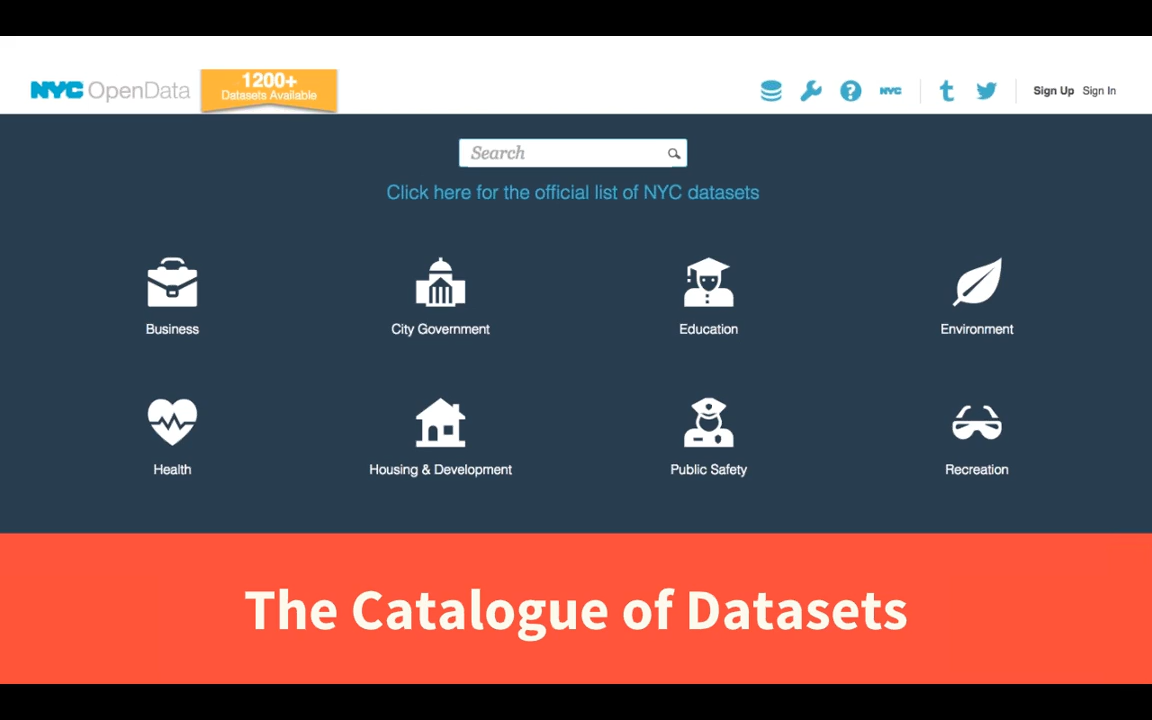 NYC OpenData
1200+
Datasets Available
NYC
Sign Up Sign In
Search
Click here for the official list of NYC datasets
Business
City Government
Education
Environment
Health
Housing & Development
Public Safety
Recreation
The Catalogue of Datasets